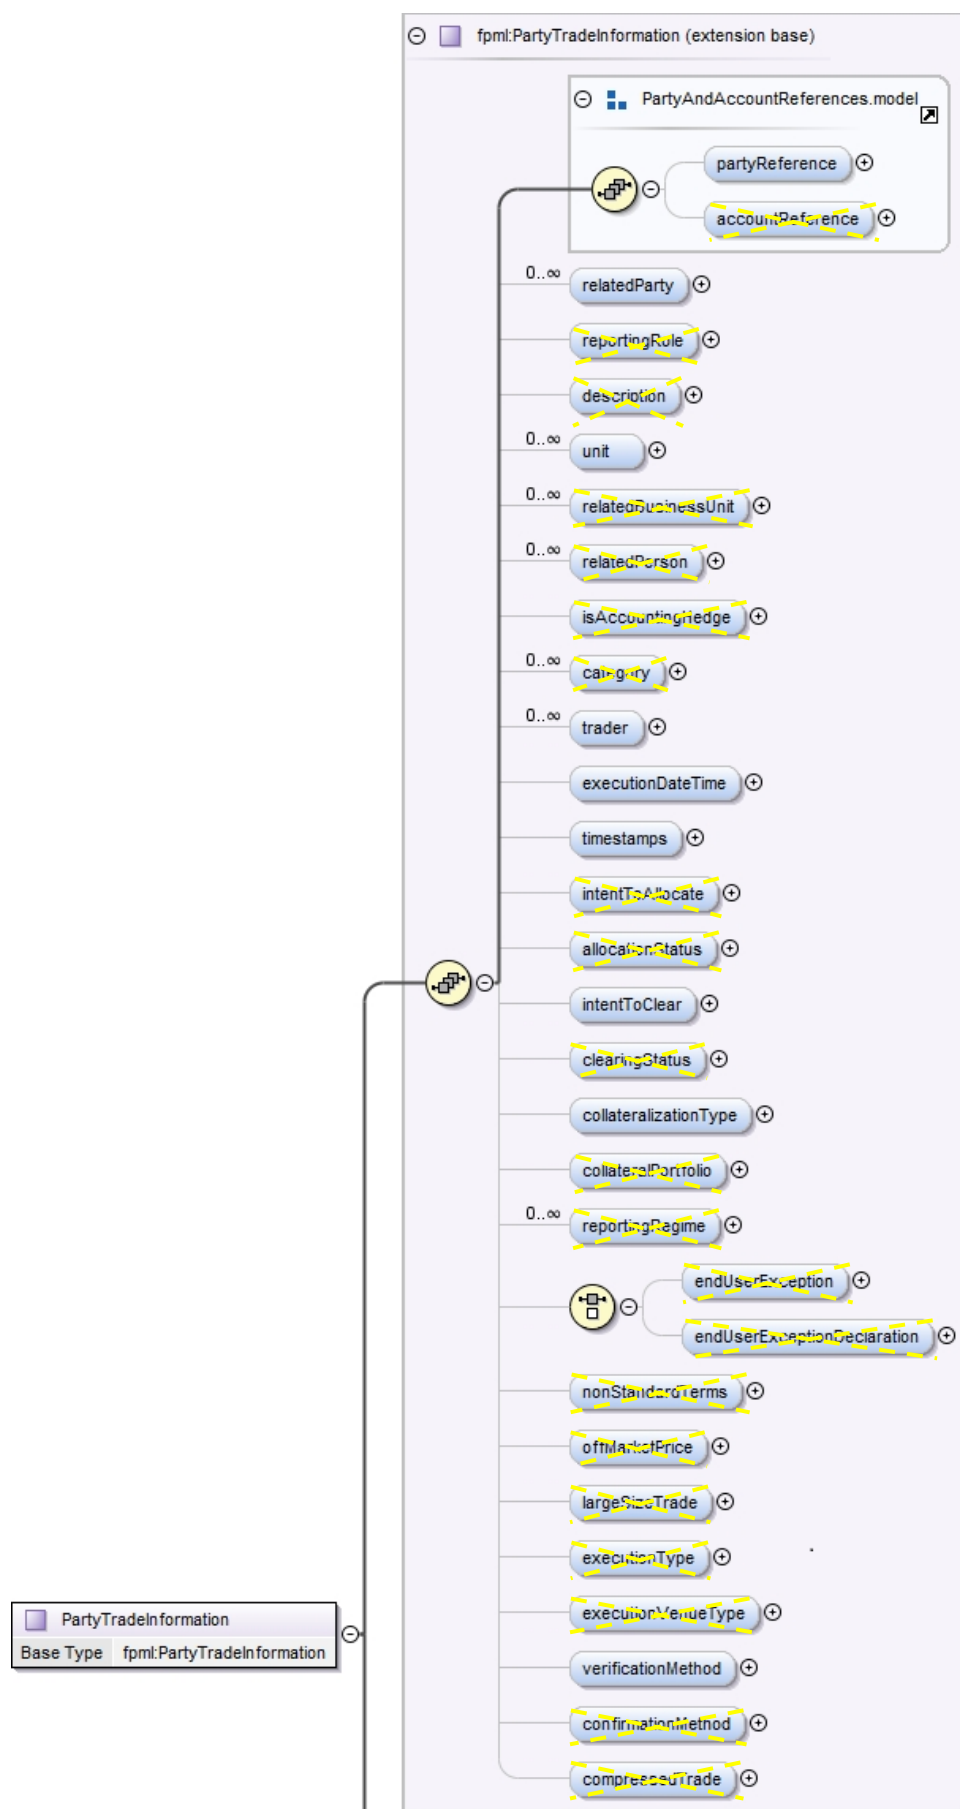 fpml:PartyTradeInformation (extension base)
PartyAndAccountReferences.model
partyReference
accountReference
0..∞
relatedParty
reportingRole
description
0..∞
unit
0..∞
relatedBusinessUnit
0..∞
relatedPerson
isAccountingHedge
0..∞
category
0..∞
trader
executionDateTime
timestamps
intentToAllocate
allocationStatus
intentToClear
clearingStatus
collateralizationType
collateralPortfolio
0..∞
reportingRegime
endUserException
endUserExceptionDeclaration
nonStandardTerms
offMarketPrice
largeSizeTrade
executionType
executionVenueType
PartyTradeInformation
Base Type fpml:PartyTradeInformation
verificationMethod
confirmationMethod
compressedTrade